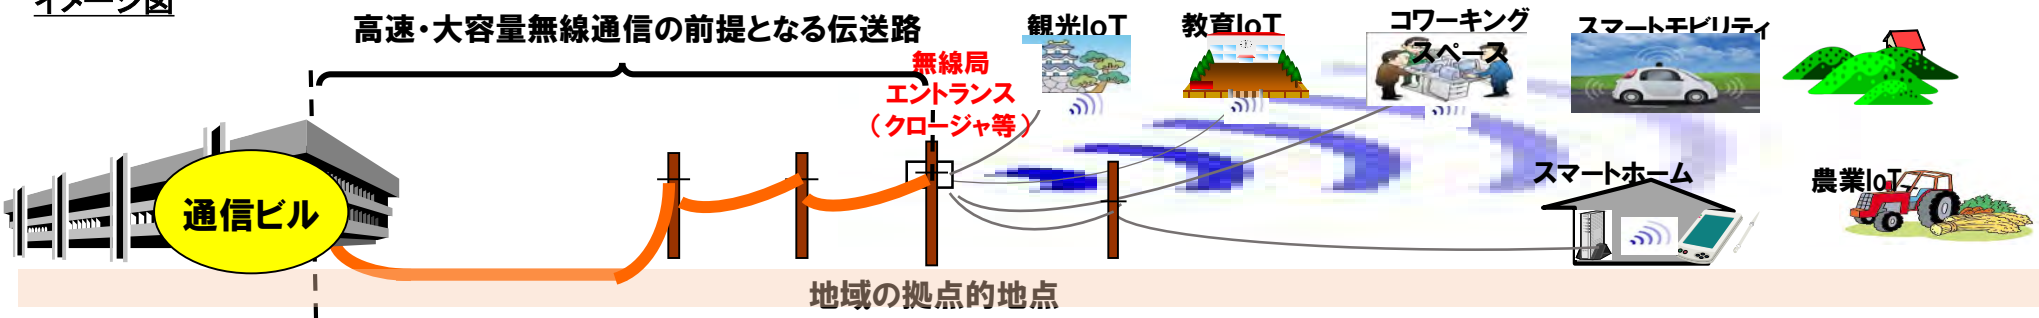 イメージ図
高速・大容量無線通信の前提となる伝送路
無線局
エントランス
（クロージャ等）
観光IoT
教育IoT
コワーキング
スペース
スマートモビリティ
通信ビル
スマートホーム
農業IoT
地域の拠点的地点